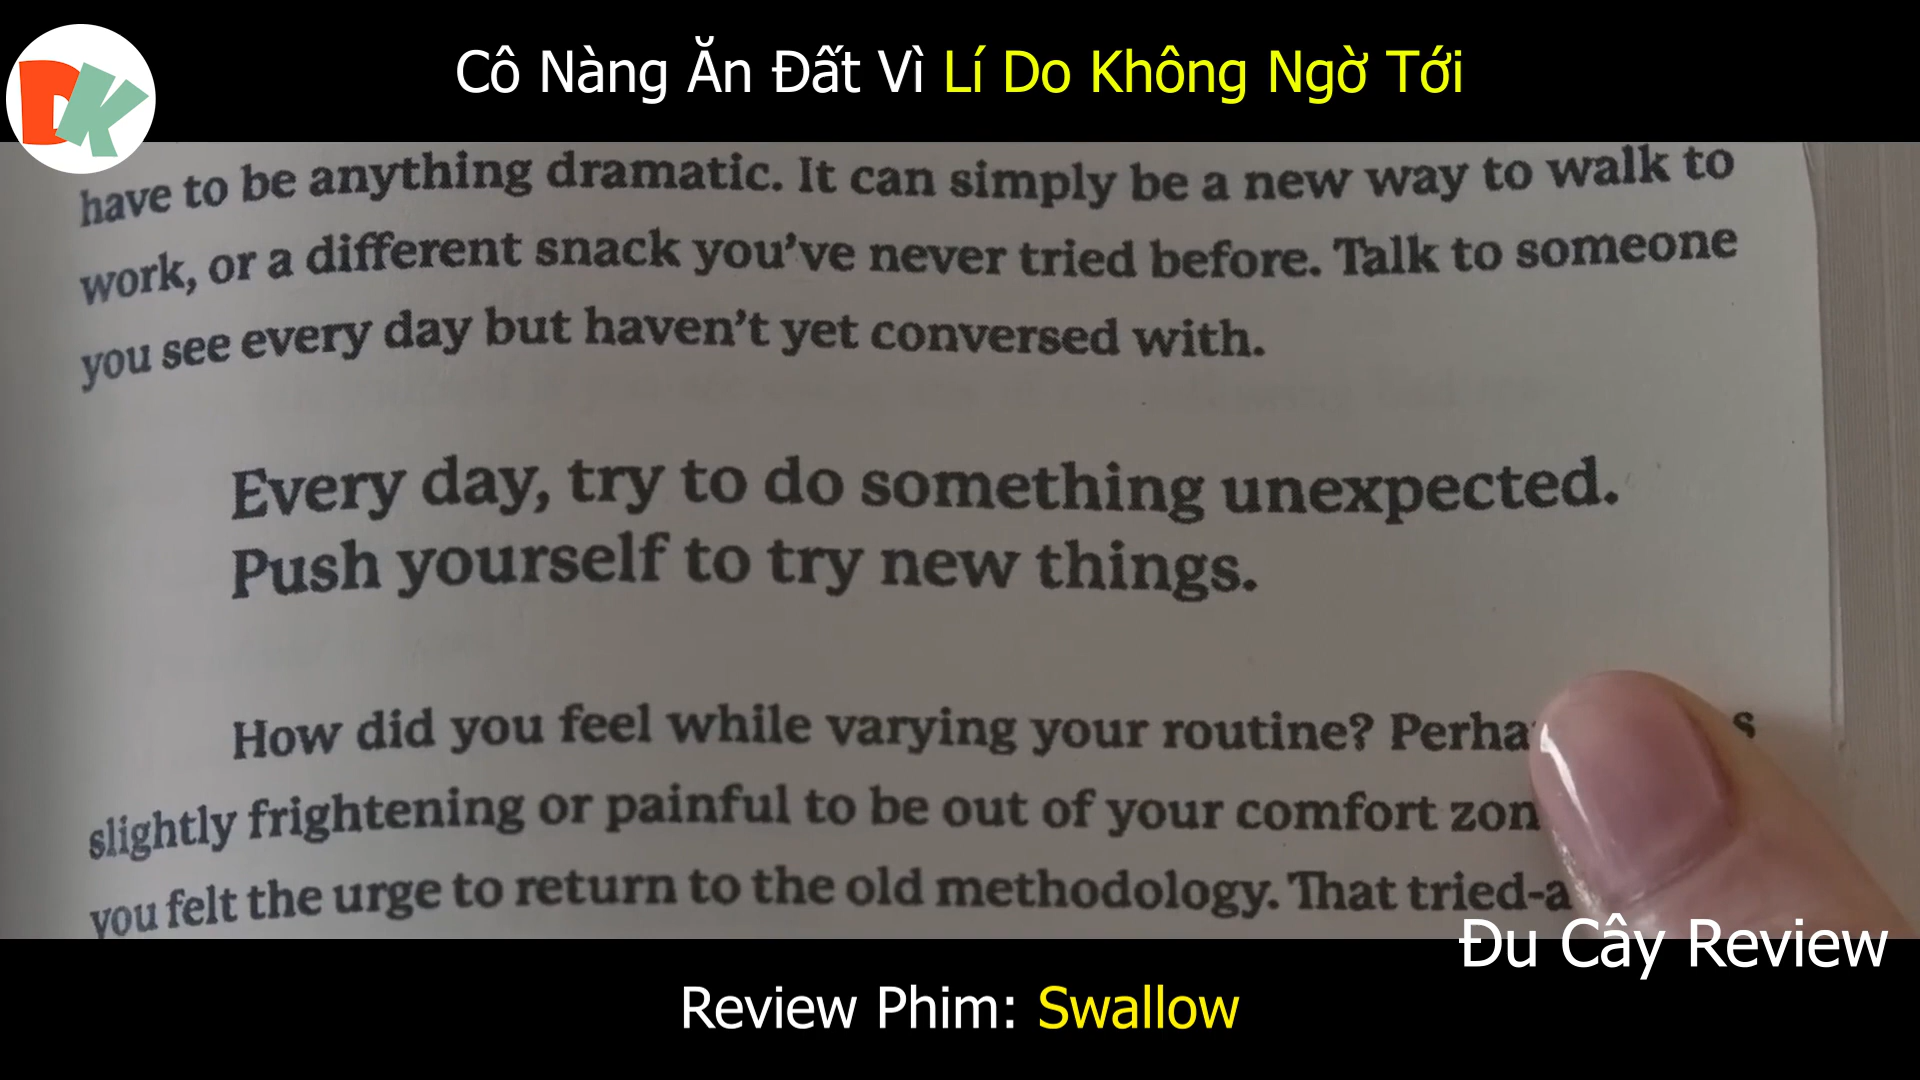 DK
Cô Nàng Ăn Đất Vì Lí Do Không Ngờ Tới
have to be anything dramatic. It can simply be a new way to walk to
work, or a different snack you've never tried before. Talk to someone
you see every day but haven't yet conversed with.
Every day, try to do something unexpected.
Push yourself to try new things.
How did you feel while varying your routine?
slightly frightening or painful to be out of your comfort
you felt the urge to return to the old methodology. That
Đu Cây Review
Review Phim: Swallow